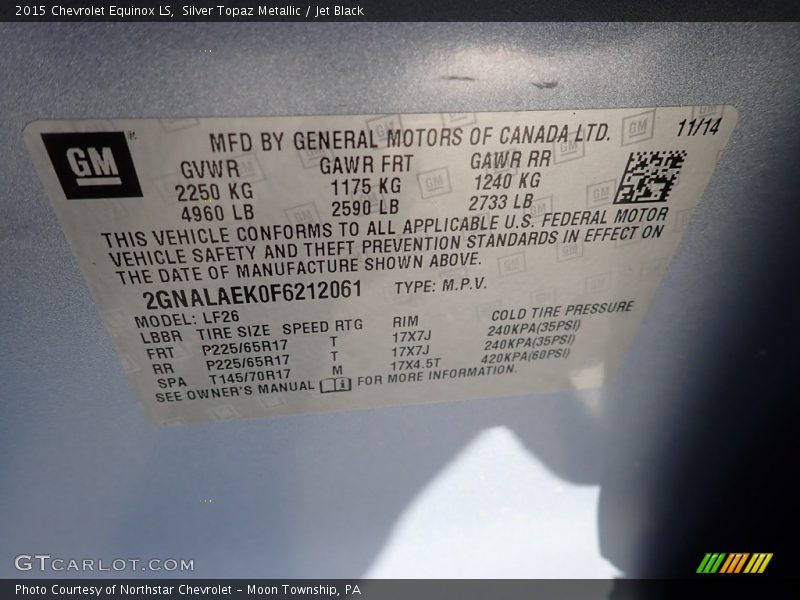 2015 Chevrolet Equinox LS,  Silver Topaz Metallic / Jet Black
GM®
MFD BY GENERAL MOTORS OF CANADA LTD. 11/14
GVWR GAWR FRT GAWR RR
2250 KG 1175 KG 1240 KG
4960 LB 2590 LB 2733 LB
THIS VEHICLE CONFORMS TO ALL APPLICABLE U.S. FEDERAL MOTOR
VEHICLE SAFETY AND THEFT PREVENTION STANDARDS IN EFFECT ON
THE DATE OF MANUFACTURE SHOWN ABOVE.
2GNALAEK0F6212061 TYPE: M.P.V.
MODEL: LF26
LBBR TIRE SIZE SPEED RTG RIM COLD TIRE PRESSURE
FRT P225/65R17 T 17X7J 240KPA(35PSI)
RR P225/65R17 T 17X7J 240KPA(35PSI)
SPA T145/70R17 M 17X4.5T 420KPA(60PSI)
SEE OWNER'S MANUAL FOR MORE INFORMATION.
GTCARLOT.COM
Photo Courtesy of Northstar Chevrolet - Moon Township, PA